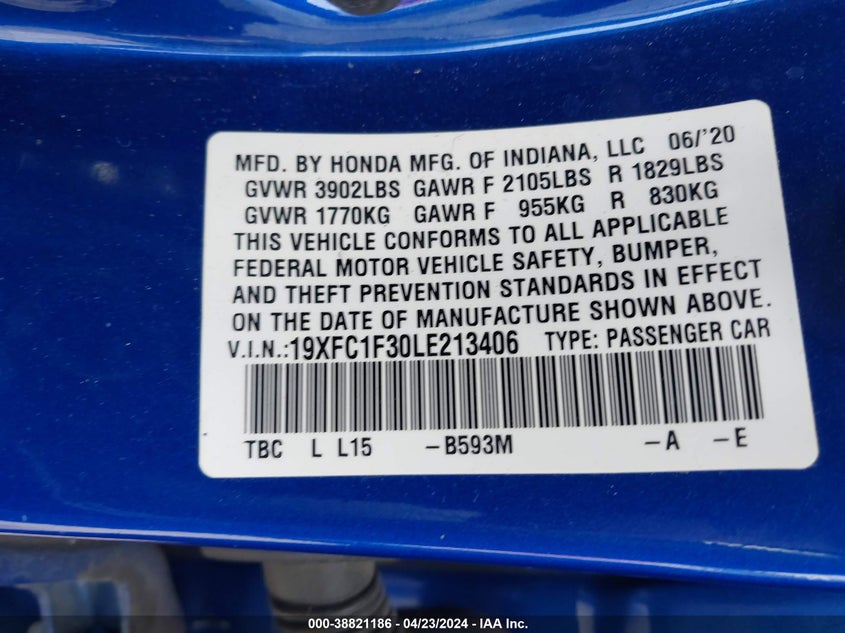 MFD. BY HONDA MFG. OF INDIANA, LLC 06/'20
GVWR 3902LBS GAWR F 2105LBS R 1829LBS
GVWR 1770KG GAWR F 955KG R 830KG
THIS VEHICLE CONFORMS TO ALL APPLICABLE
FEDERAL MOTOR VEHICLE SAFETY, BUMPER,
AND THEFT PREVENTION STANDARDS IN EFFECT
ON THE DATE OF MANUFACTURE SHOWN ABOVE.
V.I.N.:19XFC1F30LE213406 TYPE: PASSENGER CAR
TBC L L15 –B593M –A –E
000-38821186 - 04/23/2024 - IAA Inc.